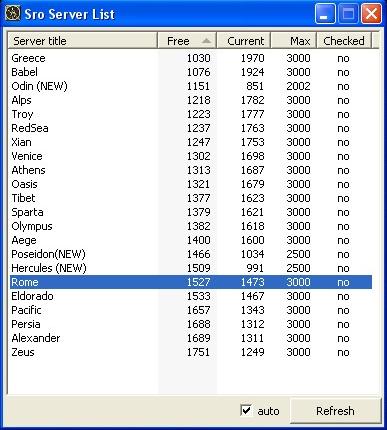 Sro Server List
Server title Free Current Max Checked
Greece 1030 1970 3000 no
Babel 1076 1924 3000 no
Odin (NEW) 1151 851 2002 no
Alps 1218 1782 3000 no
Troy 1223 1777 3000 no
RedSea 1237 1763 3000 no
Xian 1247 1753 3000 no
Venice 1302 1698 3000 no
Athens 1313 1687 3000 no
Oasis 1321 1679 3000 no
Tibet 1377 1623 3000 no
Sparta 1379 1621 3000 no
Olympus 1382 1618 3000 no
Aege 1400 1600 3000 no
Poseidon(NEW) 1466 1034 2500 no
Hercules (NEW) 1509 991 2500 no
Rome 1527 1473 3000 no
Eldorado 1533 1467 3000 no
Pacific 1657 1343 3000 no
Persia 1688 1312 3000 no
Alexander 1689 1311 3000 no
Zeus 1751 1249 3000 no
auto Refresh